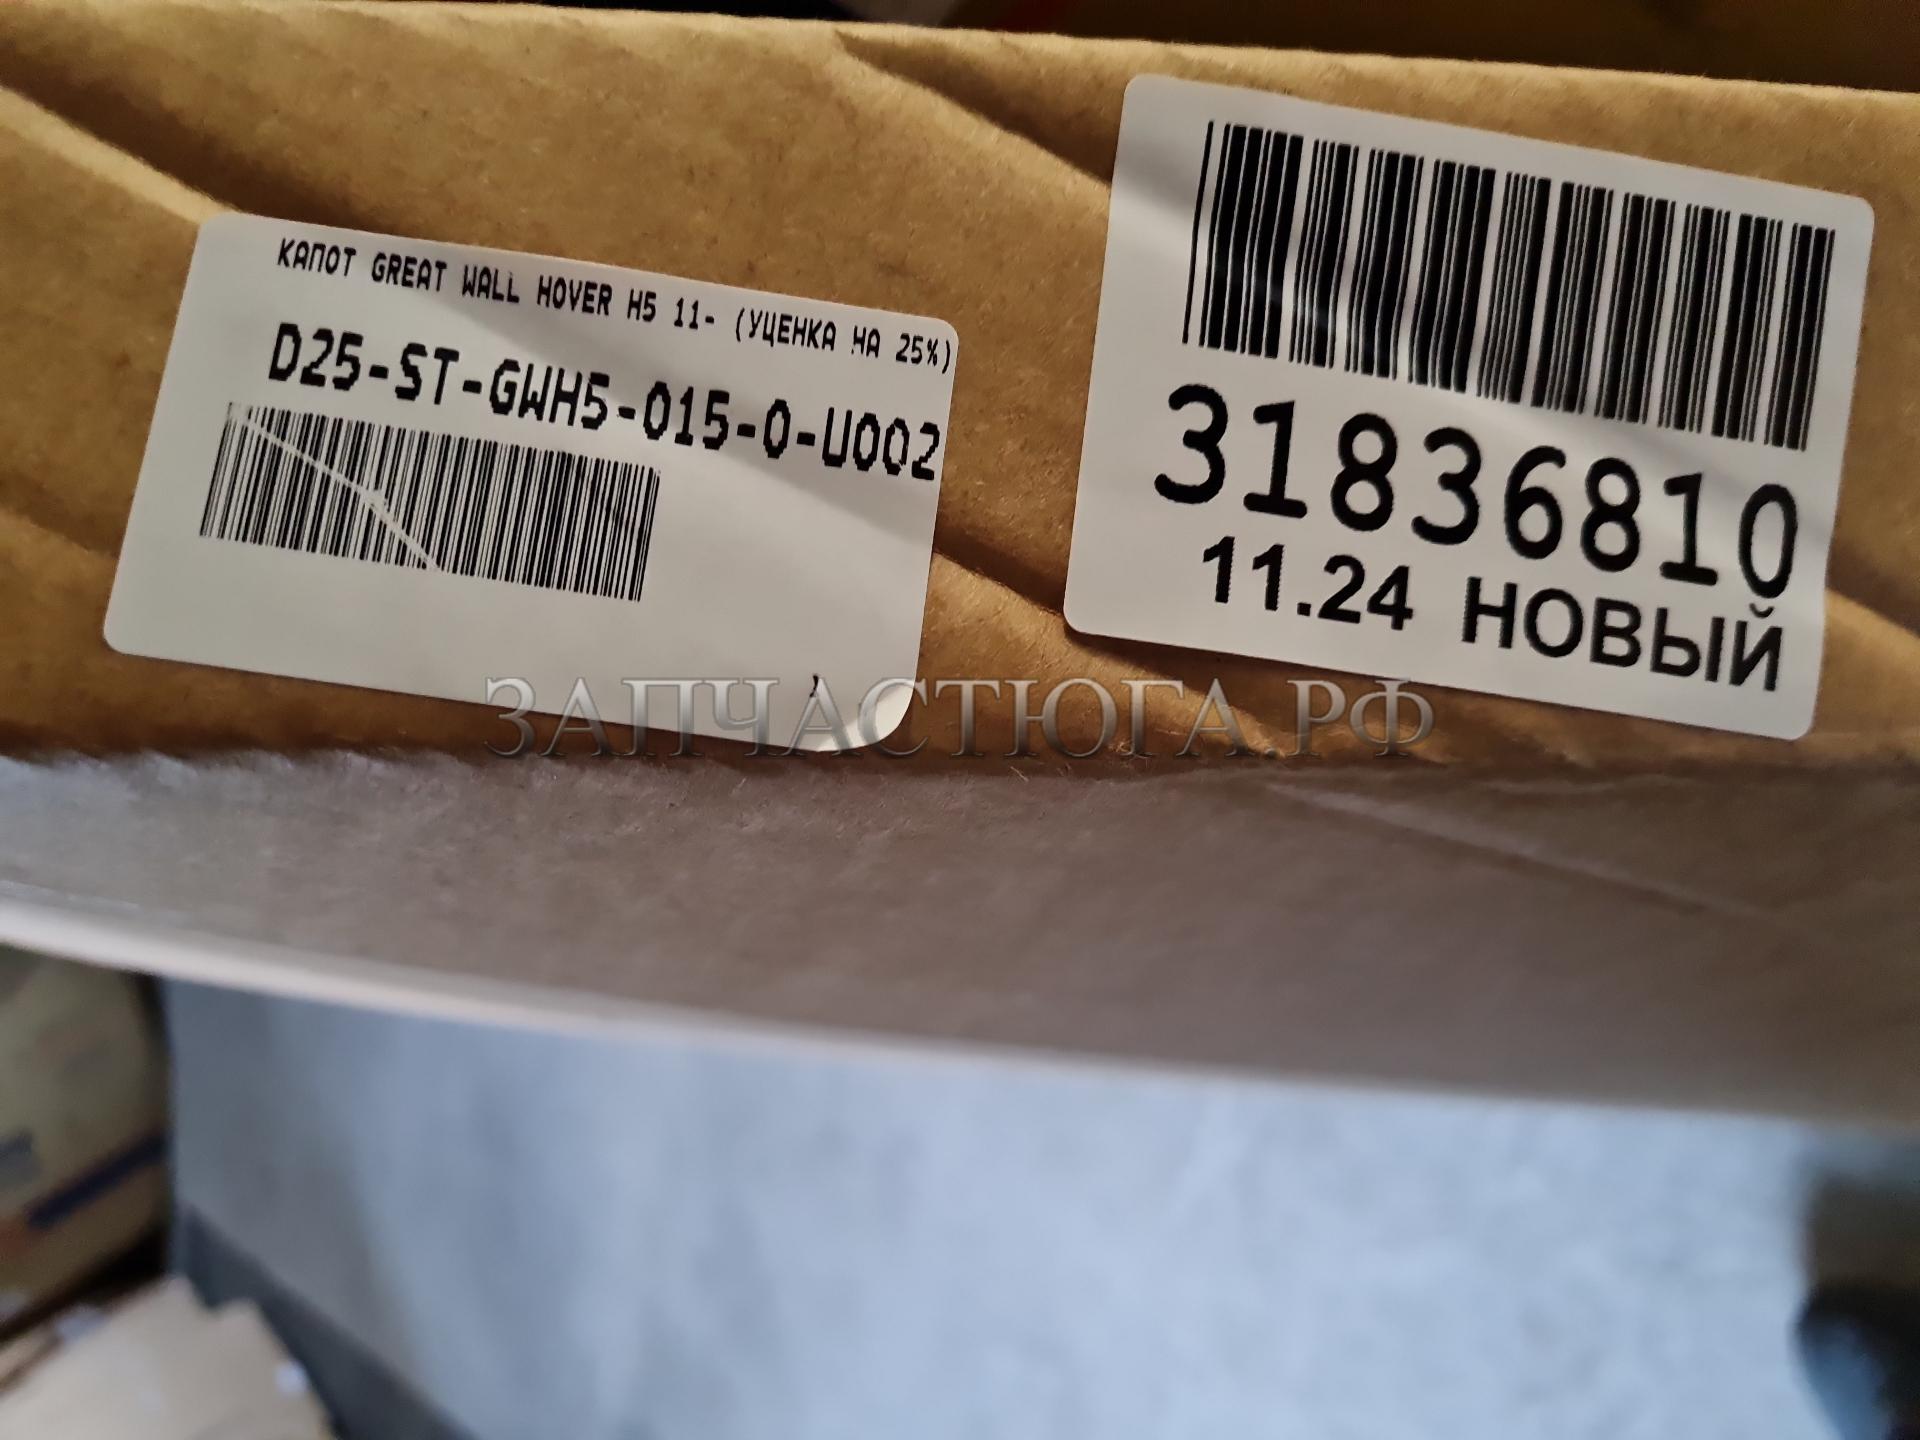 КАПОТ GREAT WALL HOVER H5 11- (УЦЕНКА НА 25%)
D25-ST-GWH5-015-0-U002
31836810
11.24 НОВЫЙ
ЗАПЧАСТЮГА.РФ